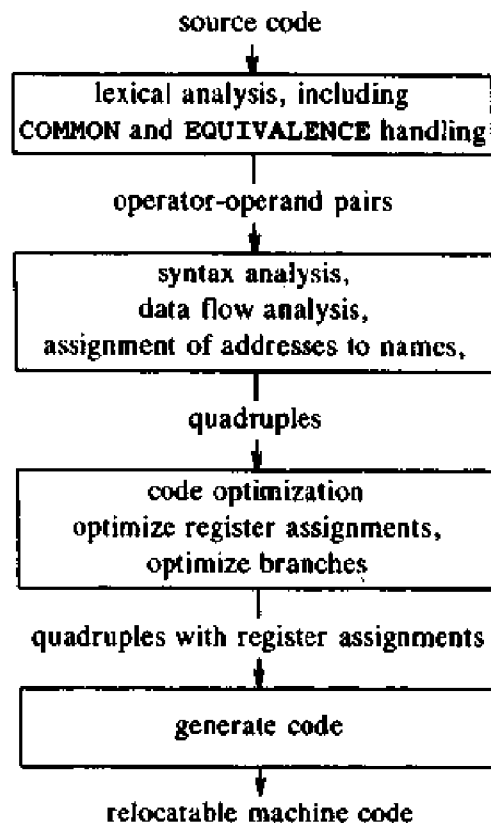 source code
lexical analysis, including
COMMON and EQUIVALENCE handling
operator-operand pairs
syntax analysis,
data flow analysis,
assignment of addresses to names,
quadruples
code optimization
optimize register assignments,
optimize branches
quadruples with register assignments
generate code
relocatable machine code